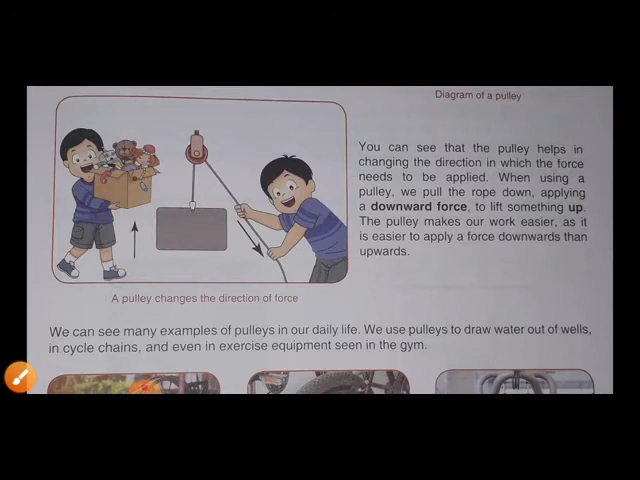 Diagram of a pulley
You can see that the pulley helps in
changing the direction in which the force
needs to be applied. When using a
pulley, we pull the rope down, applying
a downward force, to lift something up.
The pulley makes our work easier, as it
is easier to apply a force downwards than
upwards.
A pulley changes the direction of force
We can see many examples of pulleys in our daily life. We use pulleys to draw water out of wells,
in cycle chains, and even in exercise equipment seen in the gym.